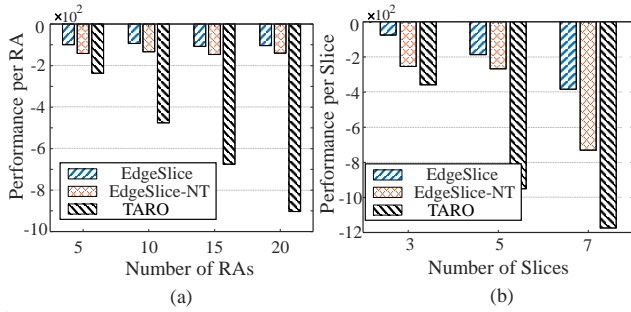 ×10²
0
-2
-4
-6
-8
-10
Performance per RA
EdgeSlice
EdgeSlice-NT
TARO
5 10 15 20
Number of RAs
(a)
×10²
0
-2
-4
-6
-8
-10
-12
Performance per Slice
EdgeSlice
EdgeSlice-NT
TARO
3 5 7
Number of Slices
(b)